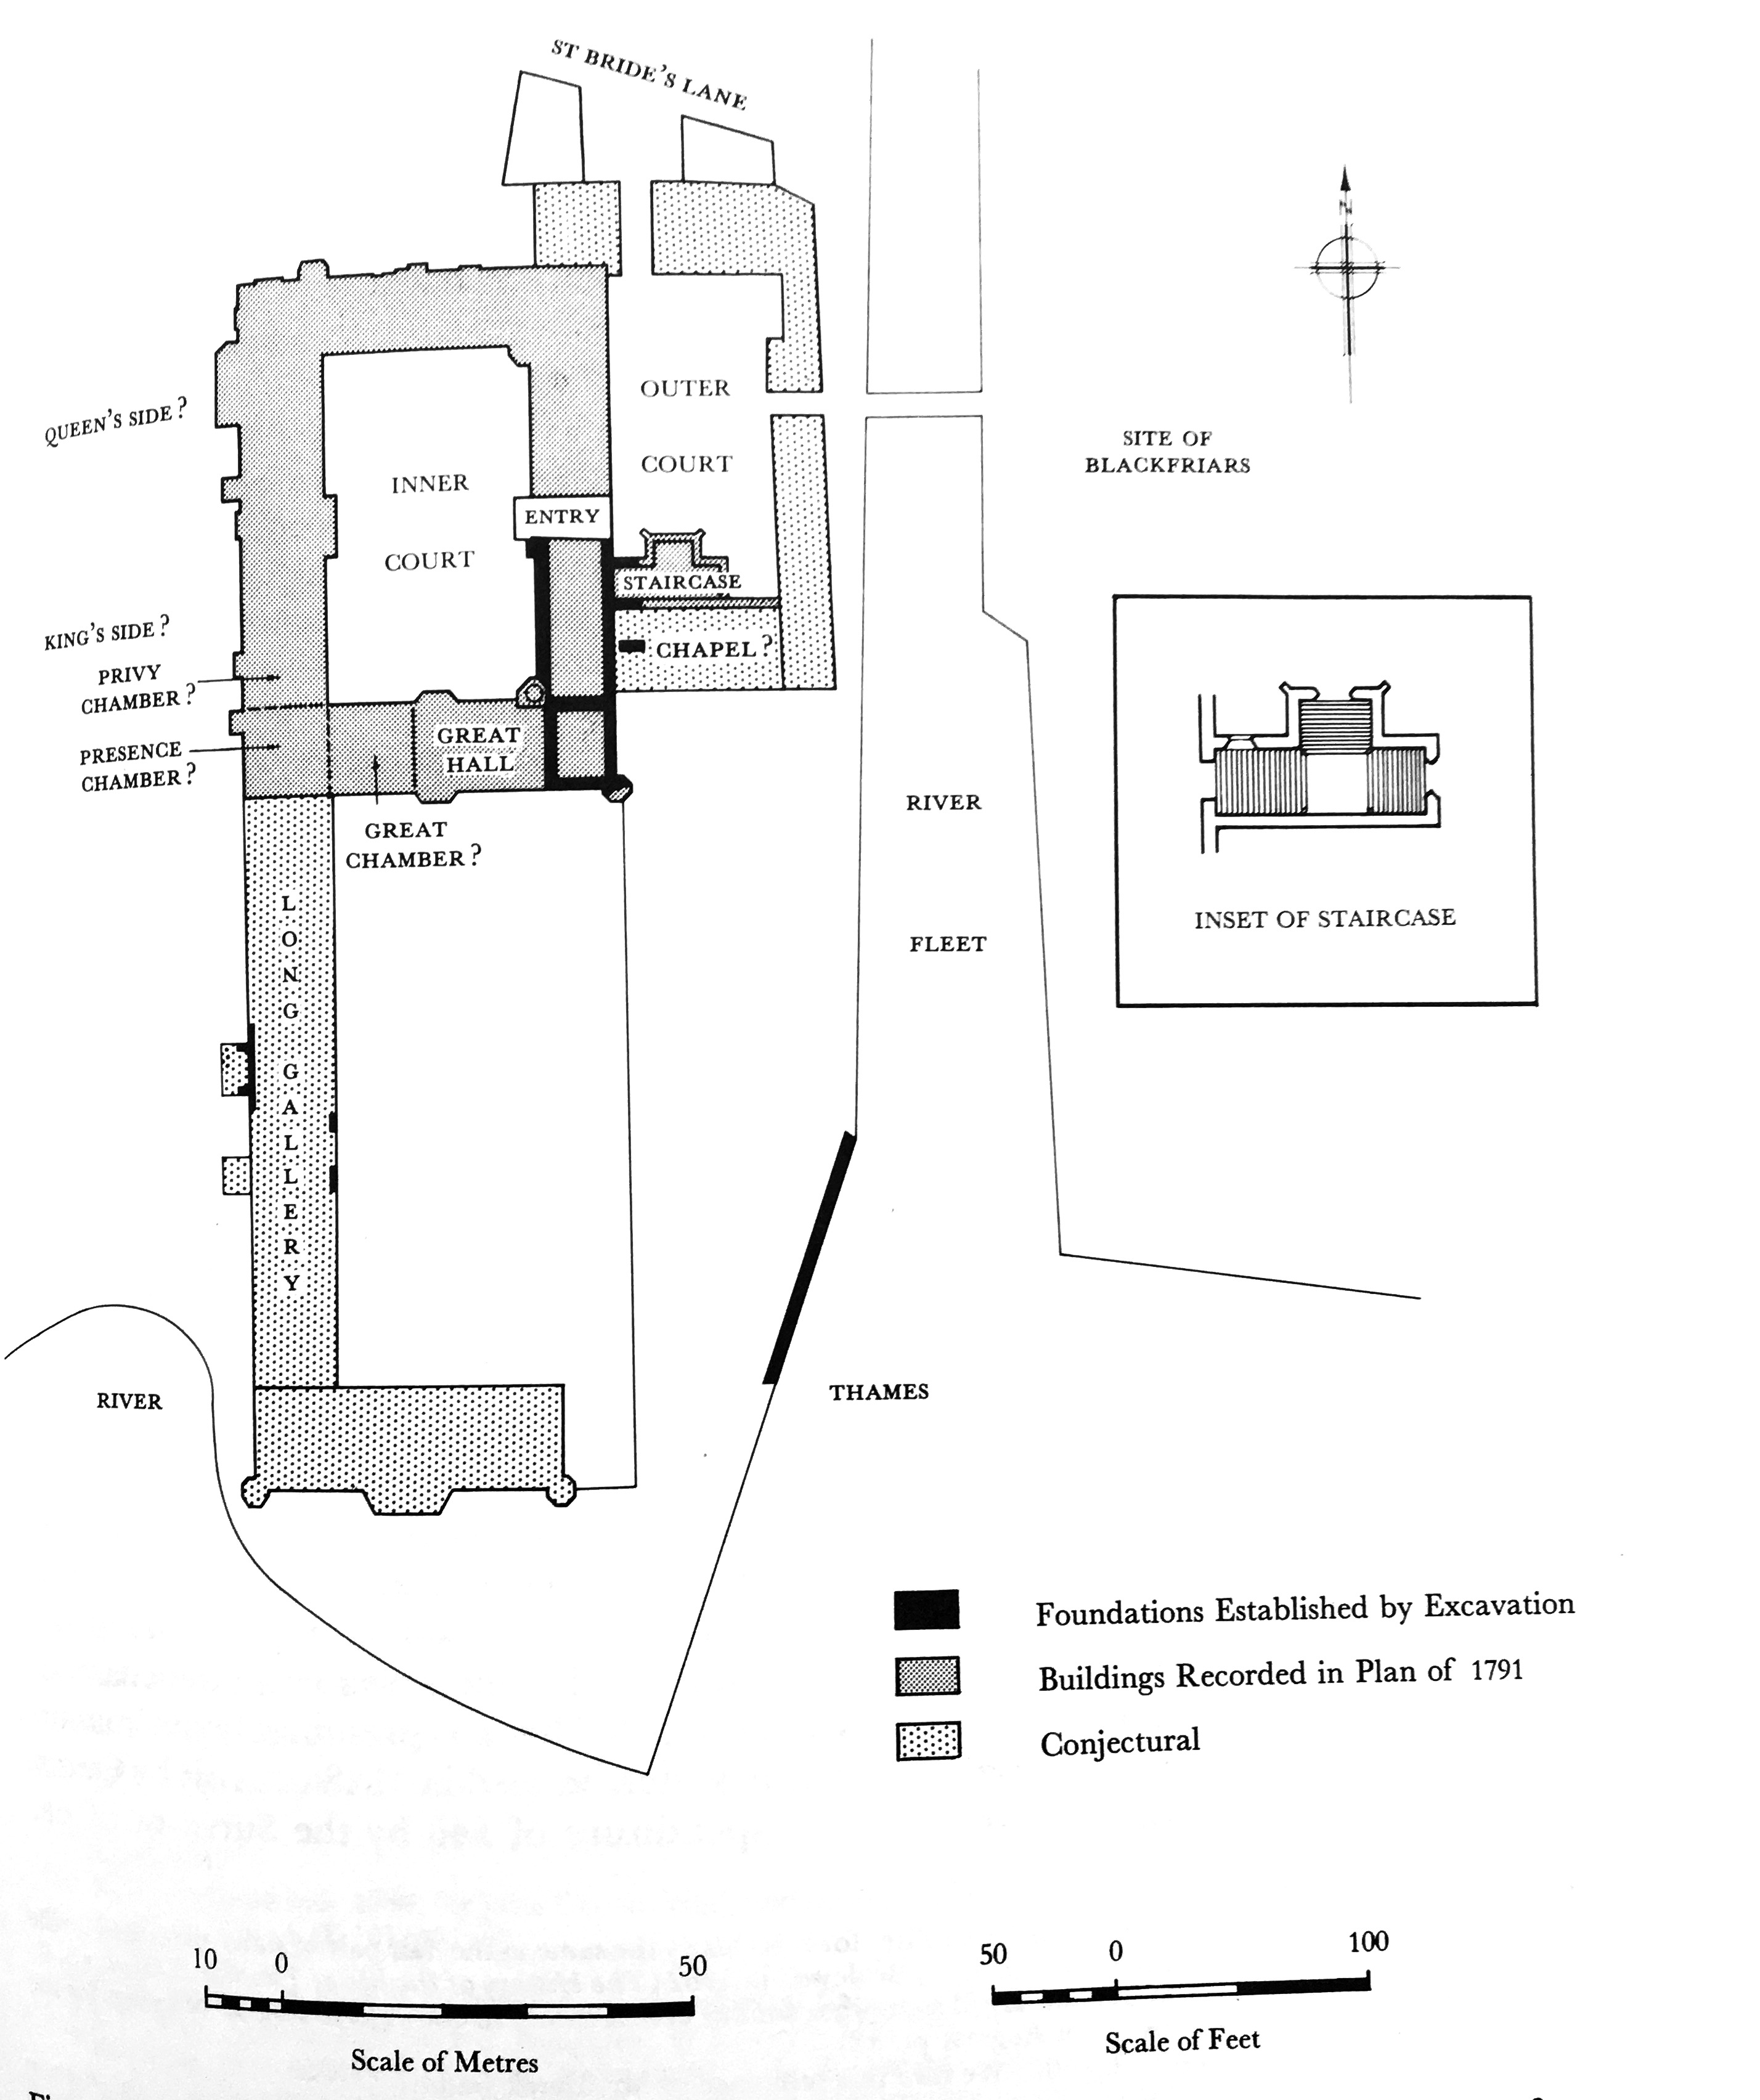 ST BRIDE'S LANE
N
OUTER
COURT
SITE OF
BLACKFRIARS
QUEEN'S SIDE?
INNER
COURT
ENTRY
STAIRCASE
CHAPEL?
KING'S SIDE?
PRIVY
CHAMBER?
PRESENCE
CHAMBER?
GREAT
HALL
GREAT
CHAMBER?
RIVER
FLEET
INSET OF STAIRCASE
LONG GALLERY
RIVER
THAMES
Foundations Established by Excavation
Buildings Recorded in Plan of 1791
Conjectural
10 0 50
Scale of Metres
50 0 100
Scale of Feet